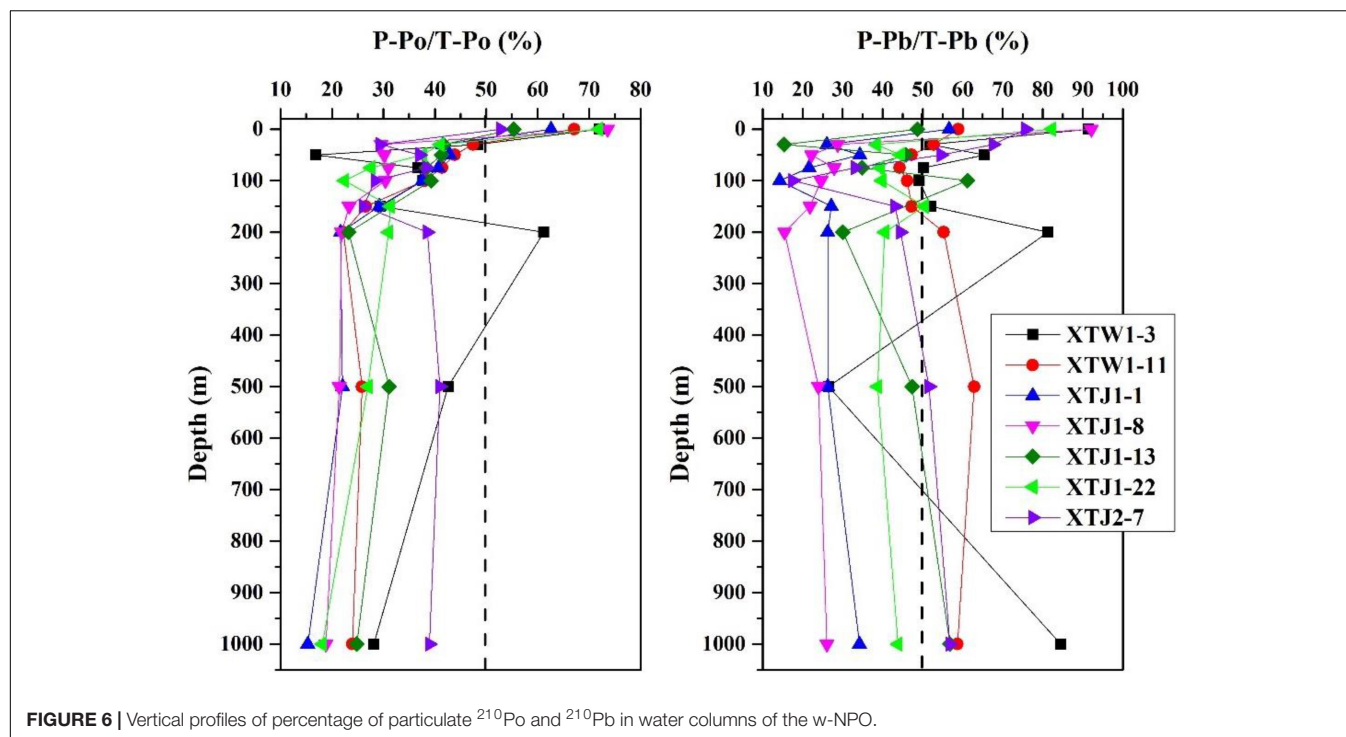 P-Po/T-Po (%)
10 20 30 40 50 60 70 80
0
100
200
300
400
500
600
700
800
900
1000
Depth (m)
P-Pb/T-Pb (%)
10 20 30 40 50 60 70 80 90 100
0
100
200
300
400
500
600
700
800
900
1000
Depth (m)
XTW1-3
XTW1-11
XTJ1-1
XTJ1-8
XTJ1-13
XTJ1-22
XTJ2-7
FIGURE 6 | Vertical profiles of percentage of particulate ²¹⁰Po and ²¹⁰Pb in water columns of the w-NPO.